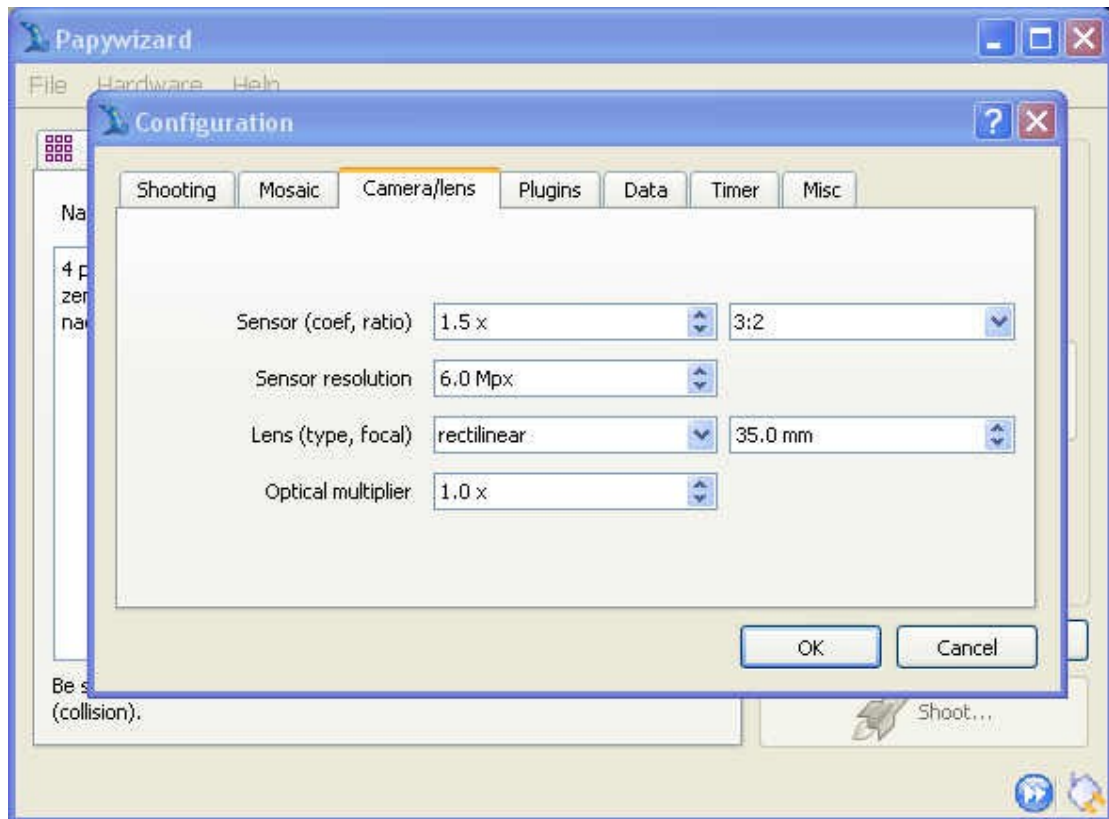 Papywizard
File Hardware Help
Configuration
Shooting Mosaic Camera/lens Plugins Data Timer Misc
Sensor (coef, ratio) 1.5 x 3:2
Sensor resolution 6.0 Mpx
Lens (type, focal) rectilinear 35.0 mm
Optical multiplier 1.0 x
OK Cancel
Na
4 p
zer
na
Be s
(collision).
Shoot...